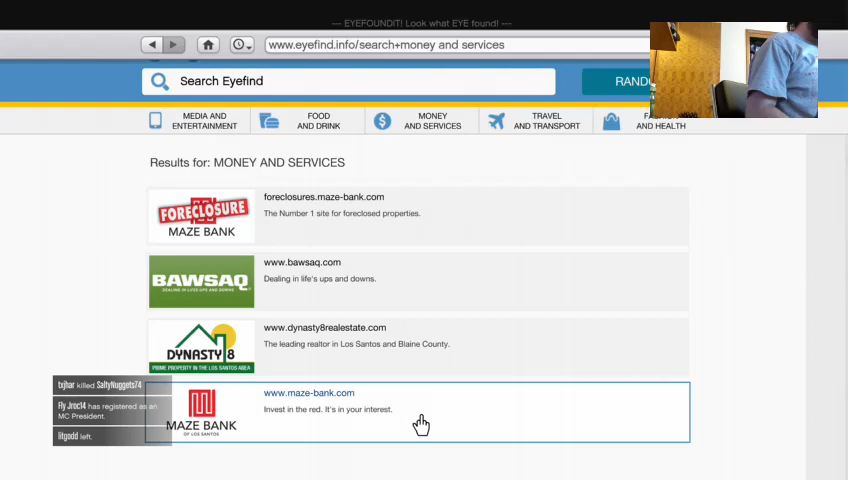 — EYEFOUNDIT! Look what EYE found! —
www.eyefind.info/search+money and services
Search Eyefind
MEDIA AND
ENTERTAINMENT
FOOD
AND DRINK
MONEY
AND SERVICES
TRAVEL
AND TRANSPORT
AND HEALTH
Results for: MONEY AND SERVICES
FORECLOSURE
MAZE BANK
foreclosures.maze-bank.com
The Number 1 site for foreclosed properties.
BAWSAQ
DEALING IN LIFE'S UPS AND DOWNS
www.bawsaq.com
Dealing in life's ups and downs.
DYNASTY 8
PRIME PROPERTY IN THE LOS SANTOS AREA
www.dynasty8realestate.com
The leading realtor in Los Santos and Blaine County.
MAZE BANK
OF LOS SANTOS
www.maze-bank.com
Invest in the red. It's in your interest.
txjhar killed SaltyNuggets74
Fly Jroc14 has registered as an
MC President.
litgodd left.